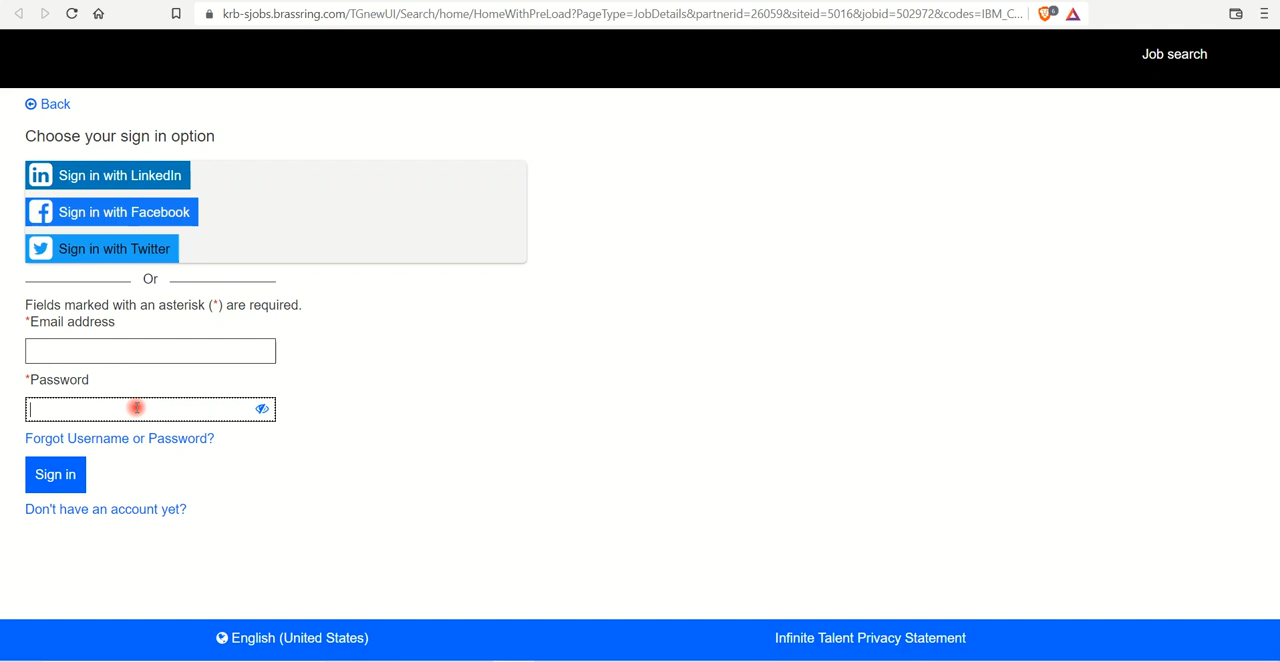 krb-sjobs.brassring.com/TGnewUI/Search/home/HomeWithPreLoad?PageType=JobDetails&partnerid=26059&siteid=5016&jobid=502972&codes=IBM_C...
6
Job search
Back
Choose your sign in option
in Sign in with LinkedIn
f Sign in with Facebook
Sign in with Twitter
Or
Fields marked with an asterisk (*) are required.
*Email address
*Password
Forgot Username or Password?
Sign in
Don't have an account yet?
English (United States)
Infinite Talent Privacy Statement